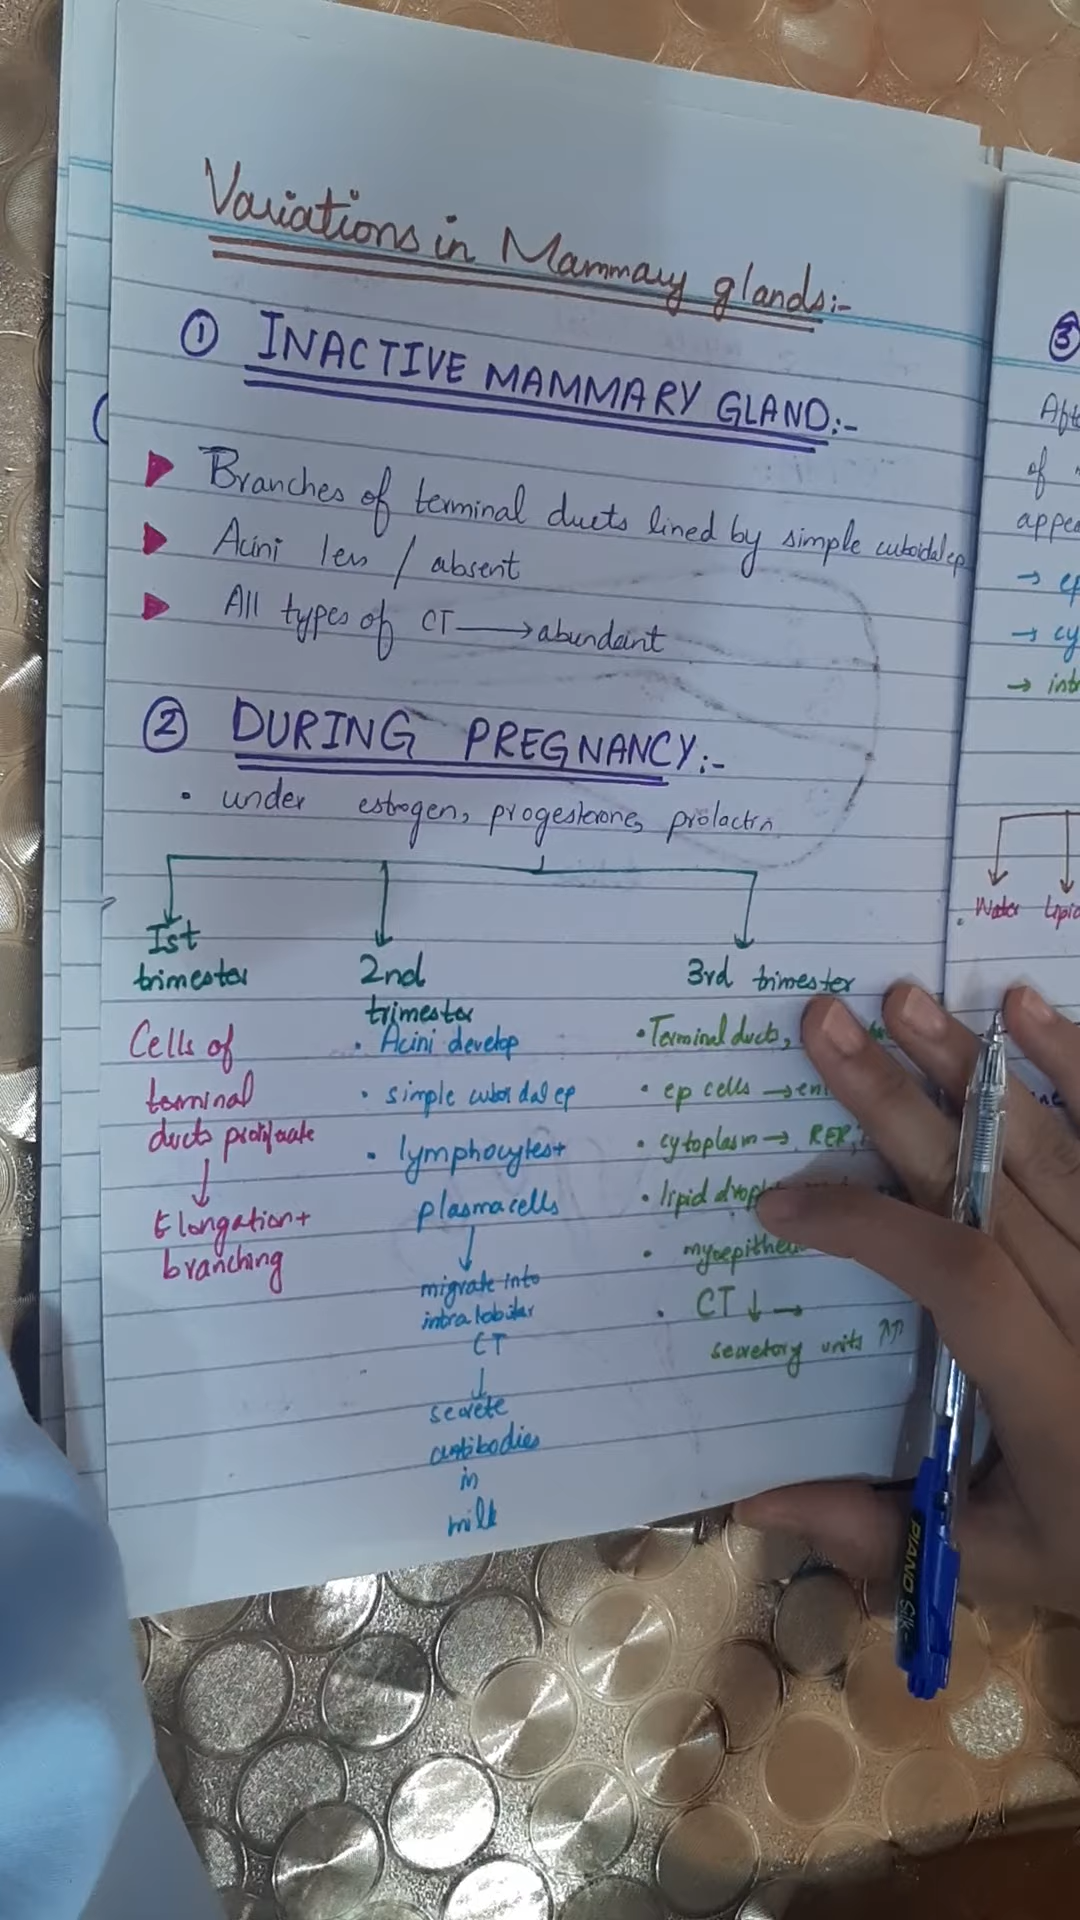 Variations in Mammary glands:-
① INACTIVE MAMMARY GLAND:-
Branches of terminal ducts lined by simple cuboidal ep
Acini less / absent
All types of CT → abundant
② DURING PREGNANCY:-
• under estrogen, progesterone, prolactin
Ist
trimester
Cells of
terminal
ducts proliferate
↓
Elongation+
branching
2nd
trimester
• Acini develop
• simple cuboidal ep
• lymphocytes+
plasma cells
↓
migrate into
intralobular
CT
↓
secrete
antibodies
in
milk
3rd trimester
• Terminal ducts,
• ep cells →
• cytoplasm → RER,
• lipid
•
• CT ↓ →
secretory units ↑↑
③
of
→ ep
→ cy
→
Water
PIANO